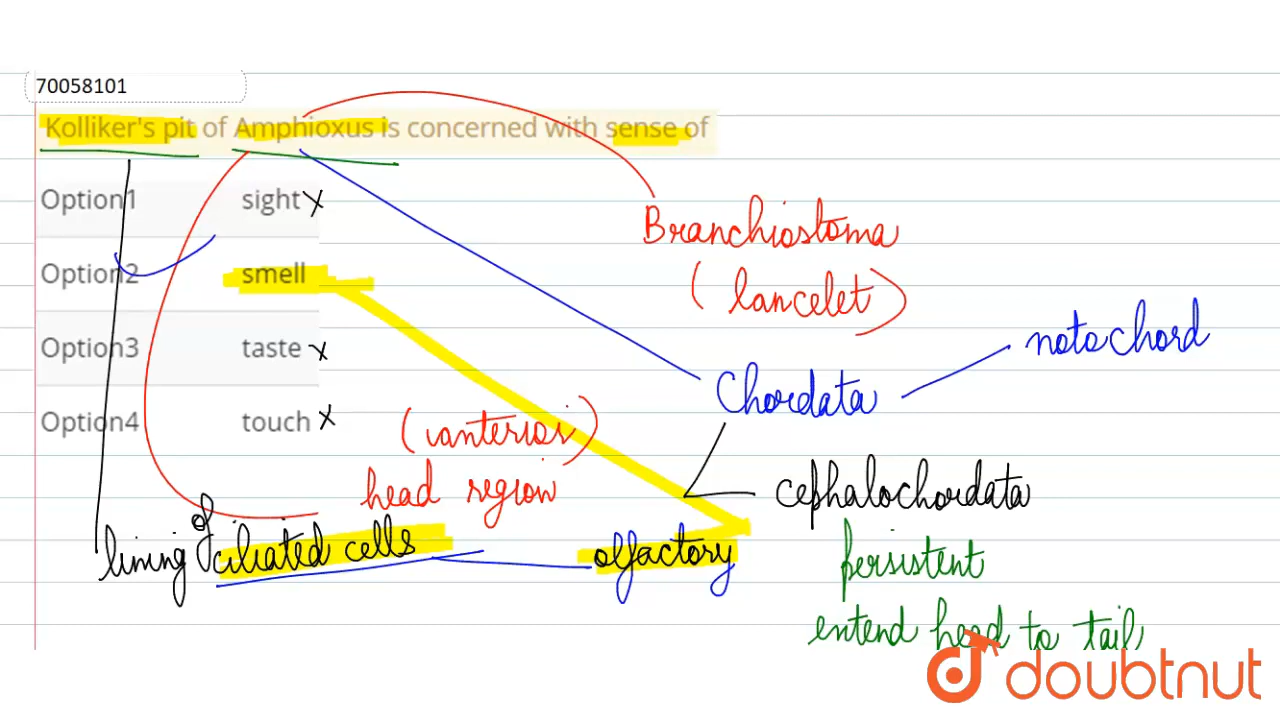 70058101
Kolliker's pit of Amphioxus is concerned with sense of
Option1 sight X
Option2 smell
Option3 taste X
Option4 touch X
Branchiostoma
(lancelet)
notochord
Chordata
(anterior)
head region
cephalochordata
lining of ciliated cells
olfactory
persistent
extend head to tail
doubtnut